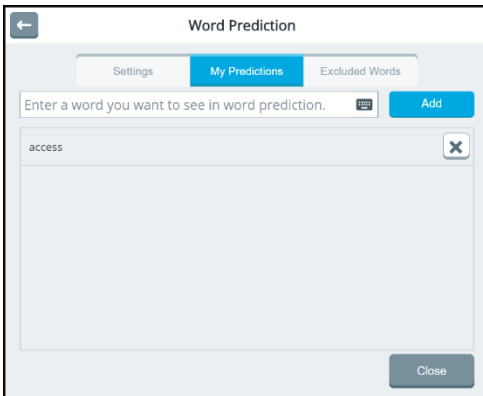 Word Prediction
Settings My Predictions Excluded Words
Enter a word you want to see in word prediction. Add
access
Close